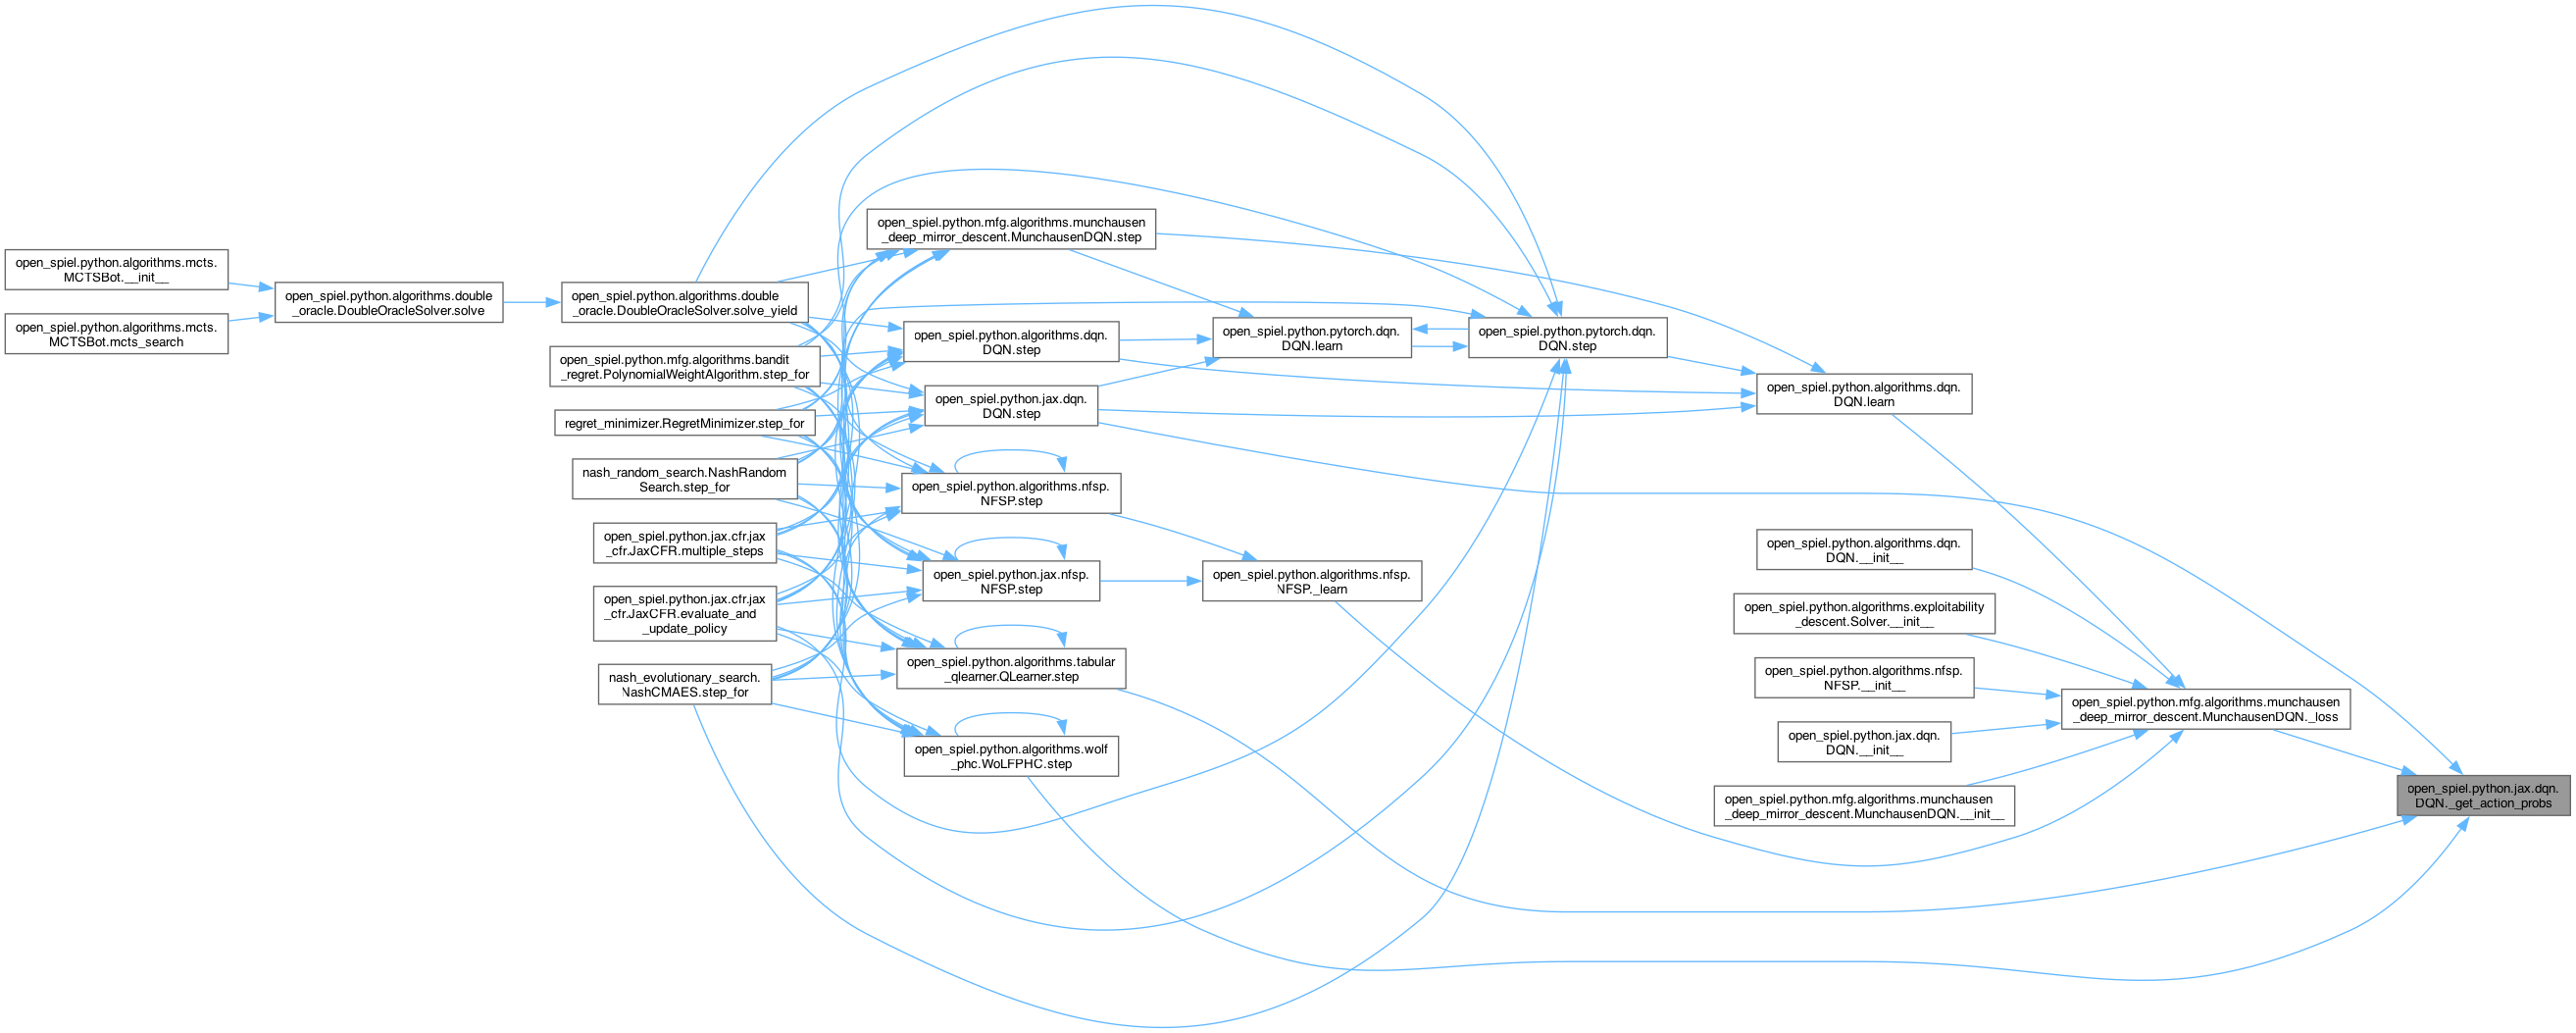 open_spiel.python.algorithms.mcts.
MCTSBot.__init__
open_spiel.python.algorithms.mcts.
MCTSBot.mcts_search
open_spiel.python.algorithms.double
_oracle.DoubleOracleSolver.solve
open_spiel.python.algorithms.double
_oracle.DoubleOracleSolver.solve_yield
open_spiel.python.mfg.algorithms.bandit
_regret.PolynomialWeightAlgorithm.step_for
regret_minimizer.RegretMinimizer.step_for
nash_random_search.NashRandom
Search.step_for
open_spiel.python.jax.cfr.jax
_cfr.JaxCFR.multiple_steps
open_spiel.python.jax.cfr.jax
_cfr.JaxCFR.evaluate_and
_update_policy
nash_evolutionary_search.
NashCMAES.step_for
open_spiel.python.mfg.algorithms.munchausen
_deep_mirror_descent.MunchausenDQN.step
open_spiel.python.algorithms.dqn.
DQN.step
open_spiel.python.jax.dqn.
DQN.step
open_spiel.python.algorithms.nfsp.
NFSP.step
open_spiel.python.jax.nfsp.
NFSP.step
open_spiel.python.algorithms.tabular
_qlearner.QLearner.step
open_spiel.python.algorithms.wolf
_phc.WoLFPHC.step
open_spiel.python.pytorch.dqn.
DQN.learn
open_spiel.python.algorithms.nfsp.
NFSP._learn
open_spiel.python.pytorch.dqn.
DQN.step
open_spiel.python.algorithms.dqn.
DQN.learn
open_spiel.python.algorithms.dqn.
DQN.__init__
open_spiel.python.algorithms.exploitability
_descent.Solver.__init__
open_spiel.python.algorithms.nfsp.
NFSP.__init__
open_spiel.python.jax.dqn.
DQN.__init__
open_spiel.python.mfg.algorithms.munchausen
_deep_mirror_descent.MunchausenDQN.__init__
open_spiel.python.mfg.algorithms.munchausen
_deep_mirror_descent.MunchausenDQN._loss
open_spiel.python.jax.dqn.
DQN._get_action_probs